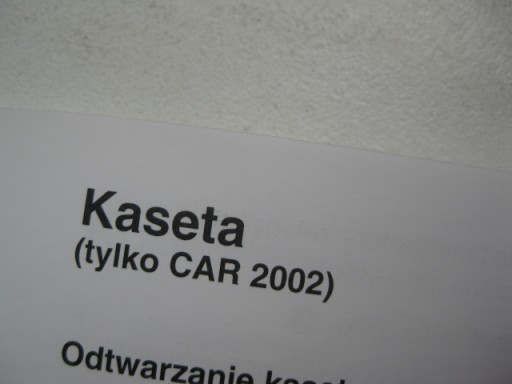 Kaseta
(tylko CAR 2002)
Odtwarzanie